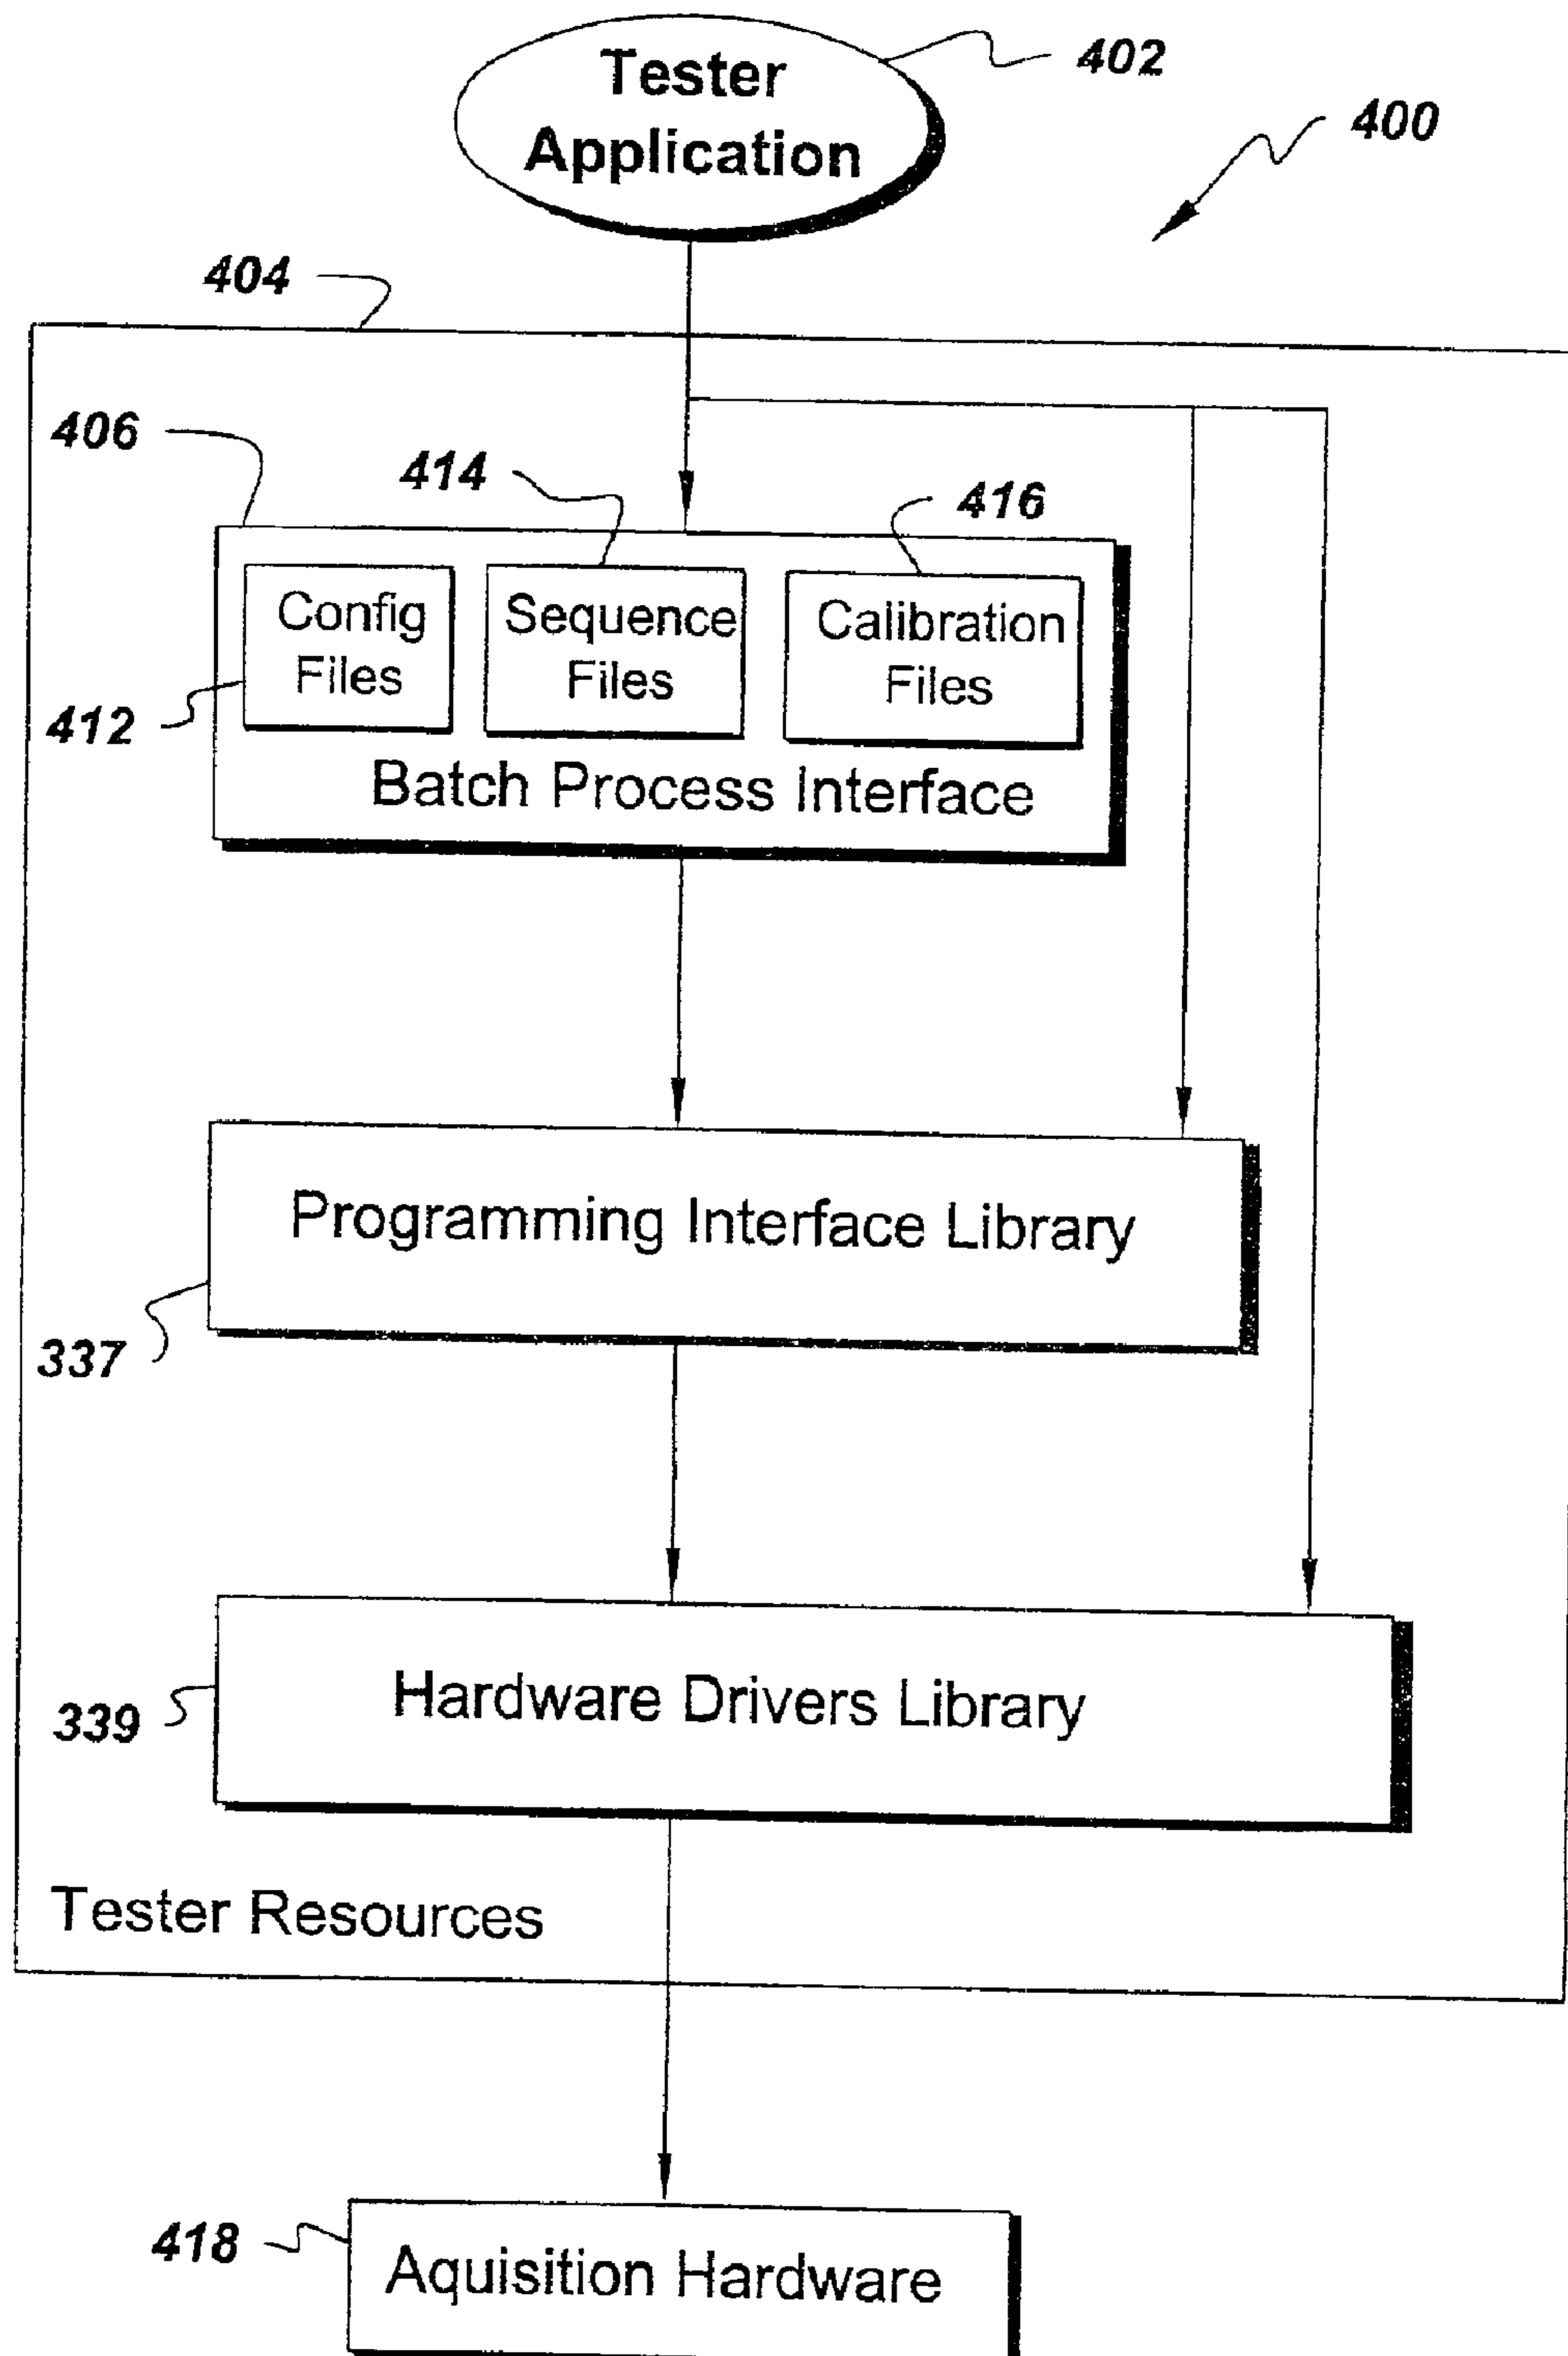 Tester
Application
402
400
404
406
414
416
Config
Files
Sequence
Files
Calibration
Files
412
Batch Process Interface
Programming Interface Library
337
Hardware Drivers Library
339
Tester Resources
418
Aquisition Hardware